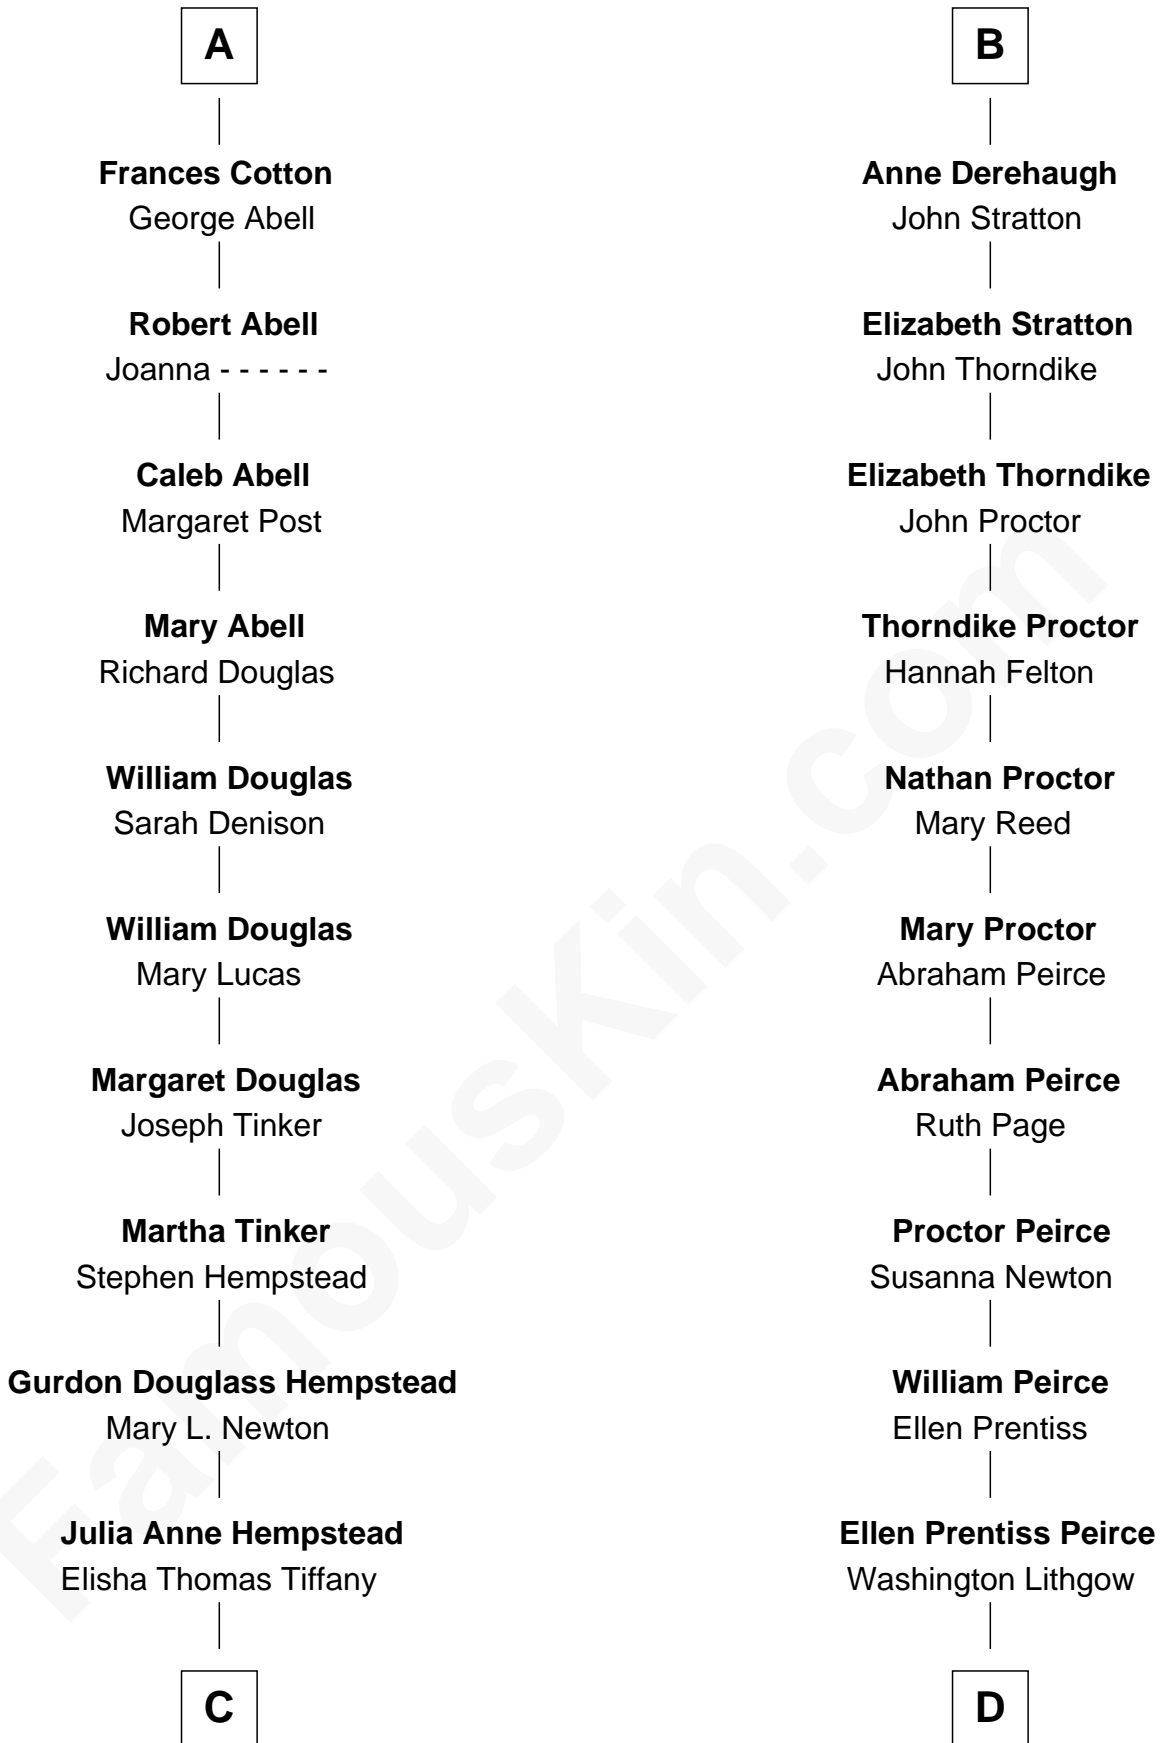 A
Frances Cotton
George Abell
Robert Abell
Joanna - - - - - -
Caleb Abell
Margaret Post
Mary Abell
Richard Douglas
William Douglas
Sarah Denison
William Douglas
Mary Lucas
Margaret Douglas
Joseph Tinker
Martha Tinker
Stephen Hempstead
Gurdon Douglass Hempstead
Mary L. Newton
Julia Anne Hempstead
Elisha Thomas Tiffany
C
B
Anne Derehaugh
John Stratton
Elizabeth Stratton
John Thorndike
Elizabeth Thorndike
John Proctor
Thorndike Proctor
Hannah Felton
Nathan Proctor
Mary Reed
Mary Proctor
Abraham Peirce
Abraham Peirce
Ruth Page
Proctor Peirce
Susanna Newton
William Peirce
Ellen Prentiss
Ellen Prentiss Peirce
Washington Lithgow
D
FamousKin.com